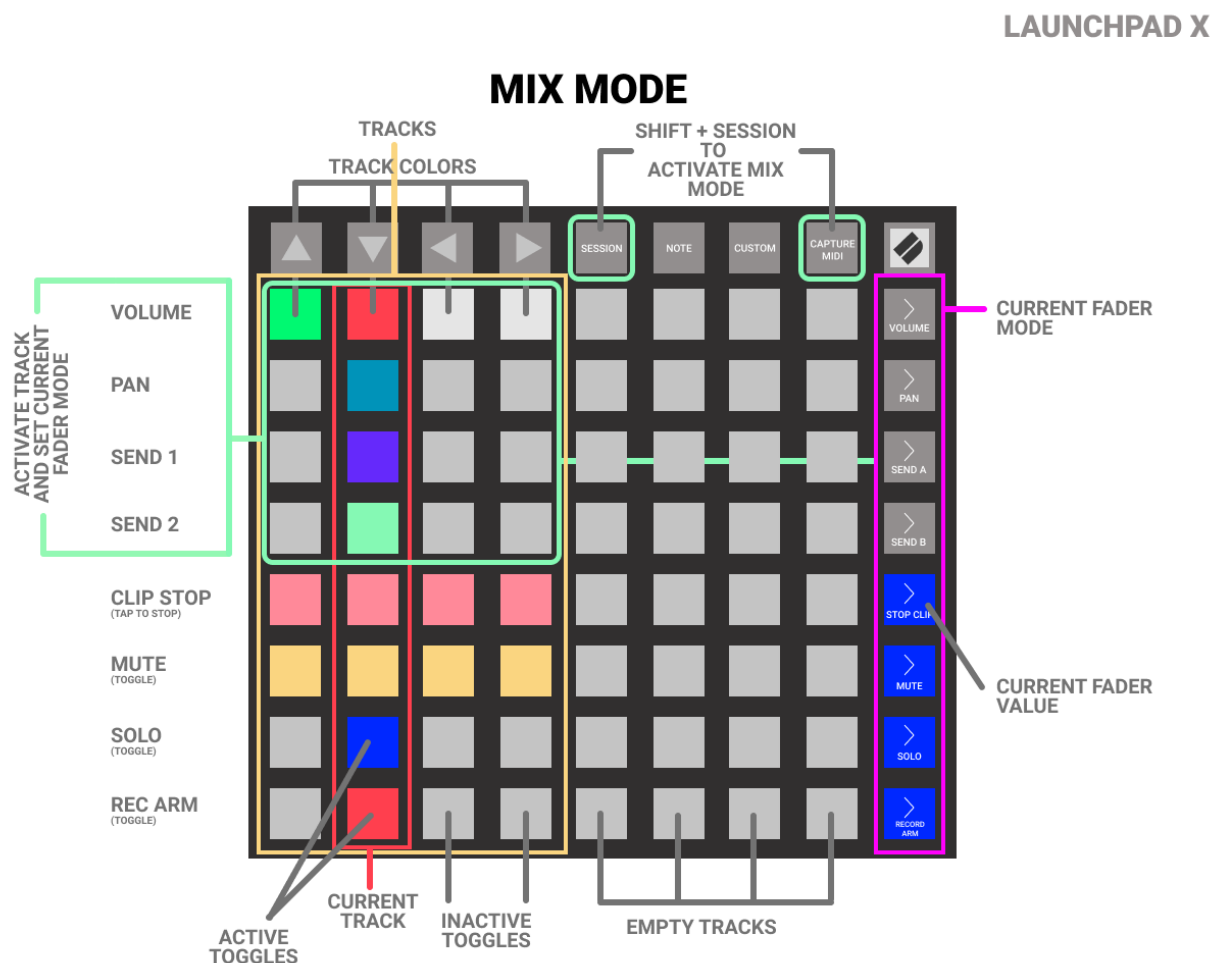 LAUNCHPAD X
MIX MODE
TRACKS
TRACK COLORS
SHIFT + SESSION
TO
ACTIVATE MIX
MODE
SESSION
NOTE
CUSTOM
CAPTURE
MIDI
ACTIVATE TRACK
AND SET CURRENT
FADER MODE
VOLUME
PAN
SEND 1
SEND 2
CLIP STOP
(TAP TO STOP)
MUTE
(TOGGLE)
SOLO
(TOGGLE)
REC ARM
(TOGGLE)
VOLUME
PAN
SEND A
SEND B
STOP CLIP
MUTE
SOLO
RECORD
ARM
CURRENT FADER
MODE
CURRENT FADER
VALUE
ACTIVE
TOGGLES
CURRENT
TRACK
INACTIVE
TOGGLES
EMPTY TRACKS